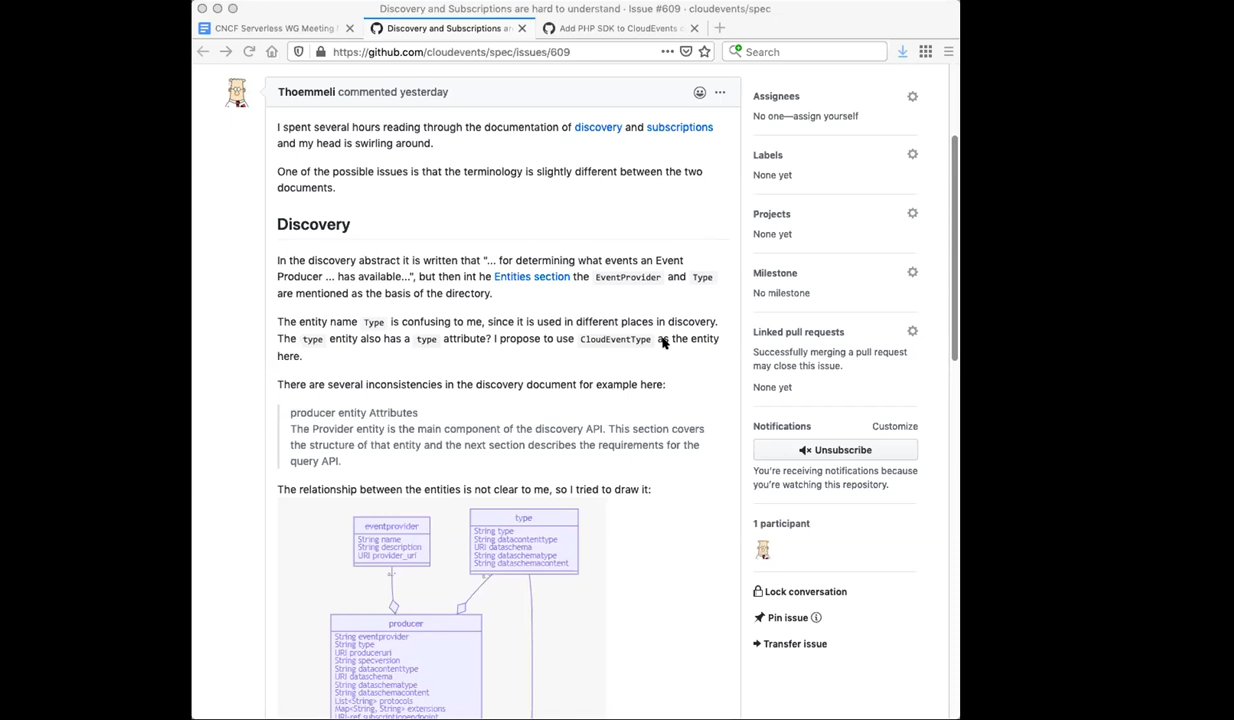 Discovery and Subscriptions are hard to understand · Issue #609 · cloudevents/spec
CNCF Serverless WG Meeting
Discovery and Subscriptions are
Add PHP SDK to CloudEvents
https://github.com/cloudevents/spec/issues/609
Search
Thoemmeli commented yesterday
I spent several hours reading through the documentation of discovery and subscriptions
and my head is swirling around.
One of the possible issues is that the terminology is slightly different between the two
documents.
Discovery
In the discovery abstract it is written that "... for determining what events an Event
Producer ... has available...", but then int he Entities section the EventProvider and Type
are mentioned as the basis of the directory.
The entity name Type is confusing to me, since it is used in different places in discovery.
The type entity also has a type attribute? I propose to use CloudEventType as the entity
here.
There are several inconsistencies in the discovery document for example here:
producer entity Attributes
The Provider entity is the main component of the discovery API. This section covers
the structure of that entity and the next section describes the requirements for the
query API.
The relationship between the entities is not clear to me, so I tried to draw it:
eventprovider
String name
String description
URI provider_uri
type
String type
String datacontenttype
URI dataschema
String dataschematype
String dataschemacontent
producer
String eventprovider
String type
URI produceruri
String specversion
String datacontenttype
URI dataschema
String dataschematype
String dataschemacontent
List<String> protocols
Map<String, String> extensions
URI-ref subscriptionendpoint
Assignees
No one—assign yourself
Labels
None yet
Projects
None yet
Milestone
No milestone
Linked pull requests
Successfully merging a pull request
may close this issue.
None yet
Notifications
Customize
Unsubscribe
You're receiving notifications because
you're watching this repository.
1 participant
Lock conversation
Pin issue
Transfer issue